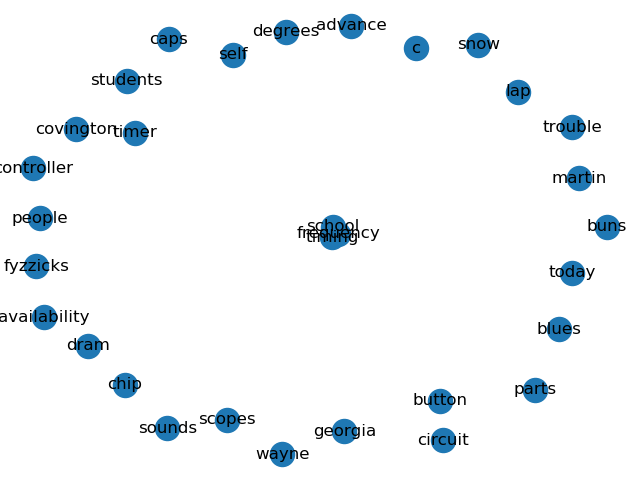 advance
degrees
caps
self
c
snow
students
lap
covington
timer
trouble
controller
martin
people
school
buns
frequency
timing
fyzzicks
today
availability
blues
dram
chip
parts
button
scopes
sounds
georgia
circuit
wayne